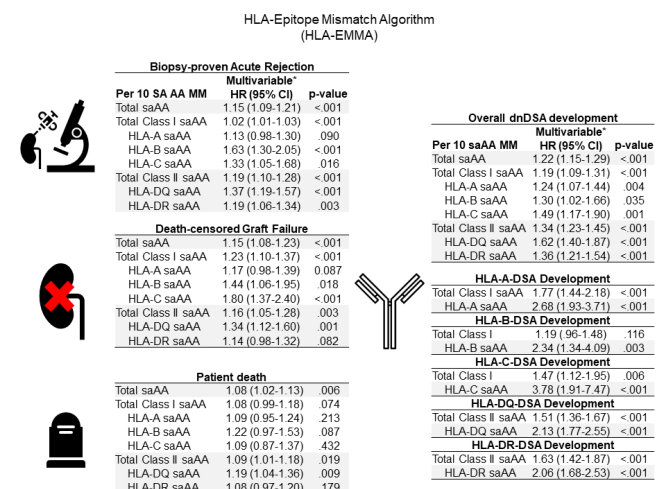 HLA-Epitope Mismatch Algorithm
(HLA-EMMA)
Biopsy-proven Acute Rejection
Multivariable*
Per 10 SA AA MM HR (95% CI) p-value
Total saAA 1.15 (1.09-1.21) <.001
Total Class I saAA 1.02 (1.01-1.03) <.001
HLA-A saAA 1.13 (0.98-1.30) .090
HLA-B saAA 1.63 (1.30-2.05) <.001
HLA-C saAA 1.33 (1.05-1.68) .016
Total Class II saAA 1.19 (1.10-1.28) <.001
HLA-DQ saAA 1.37 (1.19-1.57) <.001
HLA-DR saAA 1.19 (1.06-1.34) .003
Death-censored Graft Failure
Total saAA 1.15 (1.08-1.23) <.001
Total Class I saAA 1.23 (1.10-1.37) <.001
HLA-A saAA 1.17 (0.98-1.39) 0.087
HLA-B saAA 1.44 (1.06-1.95) .018
HLA-C saAA 1.80 (1.37-2.40) <.001
Total Class II saAA 1.16 (1.05-1.28) .003
HLA-DQ saAA 1.34 (1.12-1.60) .001
HLA-DR saAA 1.14 (0.98-1.32) .082
Patient death
Total saAA 1.08 (1.02-1.13) .006
Total Class I saAA 1.08 (0.99-1.18) .074
HLA-A saAA 1.09 (0.95-1.24) .213
HLA-B saAA 1.22 (0.97-1.53) .087
HLA-C saAA 1.09 (0.87-1.37) .432
Total Class II saAA 1.09 (1.01-1.18) .019
HLA-DQ saAA 1.19 (1.04-1.36) .009
HLA-DR saAA 1.08 (0.97-1.20) .179
Overall dnDSA development
Multivariable*
Per 10 saAA MM HR (95% CI) p-value
Total saAA 1.22 (1.15-1.29) <.001
Total Class I saAA 1.19 (1.09-1.31) <.001
HLA-A saAA 1.24 (1.07-1.44) .004
HLA-B saAA 1.30 (1.02-1.66) .035
HLA-C saAA 1.49 (1.17-1.90) .001
Total Class II saAA 1.34 (1.23-1.45) <.001
HLA-DQ saAA 1.62 (1.40-1.87) <.001
HLA-DR saAA 1.36 (1.21-1.54) <.001
HLA-A-DSA Development
Total Class I saAA 1.77 (1.44-2.18) <.001
HLA-A saAA 2.68 (1.93-3.71) <.001
HLA-B-DSA Development
Total Class I 1.19 (.96-1.48) .116
HLA-B saAA 2.34 (1.34-4.09) .003
HLA-C-DSA Development
Total Class I 1.47 (1.12-1.95) .006
HLA-C saAA 3.78 (1.91-7.47) <.001
HLA-DQ-DSA Development
Total Class II saAA 1.51 (1.36-1.67) <.001
HLA-DQ saAA 2.13 (1.77-2.55) <.001
HLA-DR-DSA Development
Total Class II saAA 1.63 (1.42-1.87) <.001
HLA-DR saAA 2.06 (1.68-2.53) <.001